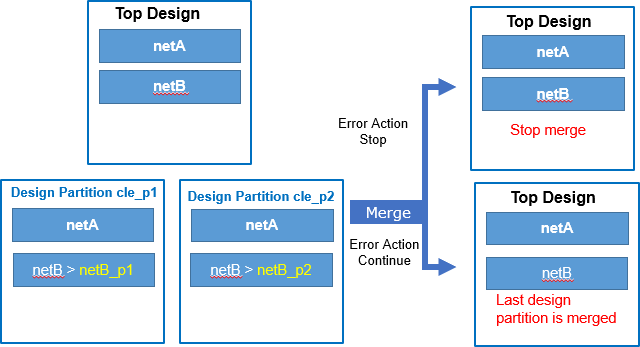 Top Design
netA
netB
Design Partition cle_p1
netA
netB > netB_p1
Design Partition cle_p2
netA
netB > netB_p2
Merge
Error Action
Stop
Error Action
Continue
Top Design
netA
netB
Stop merge
Top Design
netA
netB
Last design
partition is merged